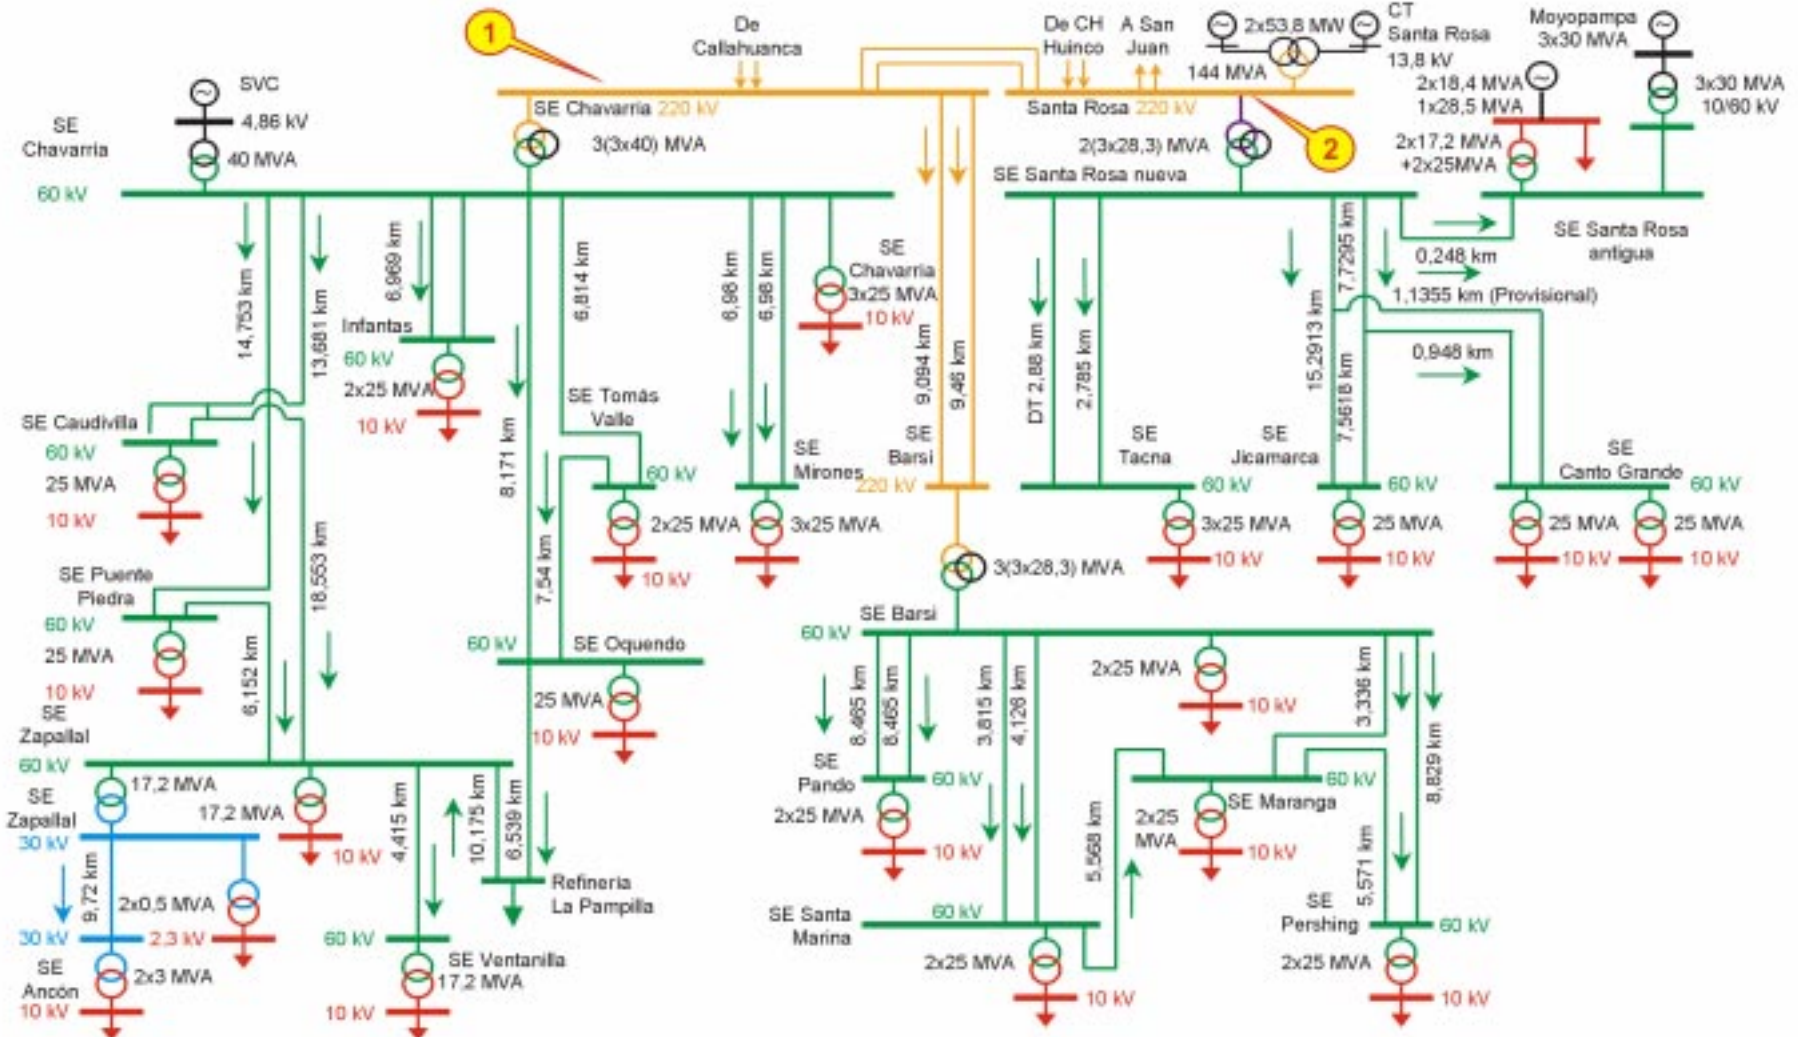 1
De
Callahuanca
De CH
Huinco
A San
Juan
2x53,8 MW
CT
Santa Rosa
13,8 kV
Moyopampa
3x30 MVA
144 MVA
2x18,4 MVA
1x28,5 MVA
3x30 MVA
10/60 kV
SVC
4,86 kV
40 MVA
SE
Chavarria
60 kV
SE Chavarria 220 kV
3(3x40) MVA
Santa Rosa 220 kV
2(3x28,3) MVA
2
SE Santa Rosa nueva
2x17,2 MVA
+2x25MVA
SE Santa Rosa
antigua
14,753 km
13,681 km
6,969 km
6,814 km
6,98 km
6,98 km
SE
Chavarria
3x25 MVA
10 kV
9,094 km
9,46 km
DT 2,88 km
2,785 km
15,2913 km
7,7295 km
7,5618 km
0,248 km
1,1355 km (Provisional)
0,948 km
Infantas
60 kV
2x25 MVA
10 kV
SE Caudivilla
60 kV
25 MVA
10 kV
8,171 km
SE Tomás
Valle
60 kV
2x25 MVA
10 kV
SE
Mirones
3x25 MVA
SE
Barsi
220 kV
SE
Tacna
60 kV
3x25 MVA
10 kV
SE
Jicamarca
60 kV
25 MVA
10 kV
SE
Canto Grande
60 kV
25 MVA
10 kV
25 MVA
10 kV
18,553 km
7,54 km
3(3x28,3) MVA
SE Puente
Piedra
60 kV
25 MVA
10 kV
6,152 km
60 kV
SE Oquendo
25 MVA
10 kV
SE Barsi
60 kV
8,465 km
8,465 km
3,815 km
4,126 km
2x25 MVA
10 kV
3,336 km
8,829 km
SE
Zapallal
60 kV
17,2 MVA
17,2 MVA
10 kV
4,415 km
10,175 km
6,539 km
SE
Zapallal
30 kV
9,72 km
2x0,5 MVA
2,3 kV
30 kV
SE
Ancón
2x3 MVA
10 kV
Refineria
La Pampilla
60 kV
SE Ventanilla
17,2 MVA
10 kV
SE
Pando
60 kV
2x25 MVA
10 kV
5,568 km
60 kV
SE Maranga
2x25
MVA
10 kV
5,571 km
SE Santa
Marina
60 kV
2x25 MVA
10 kV
SE
Pershing
60 kV
2x25 MVA
10 kV